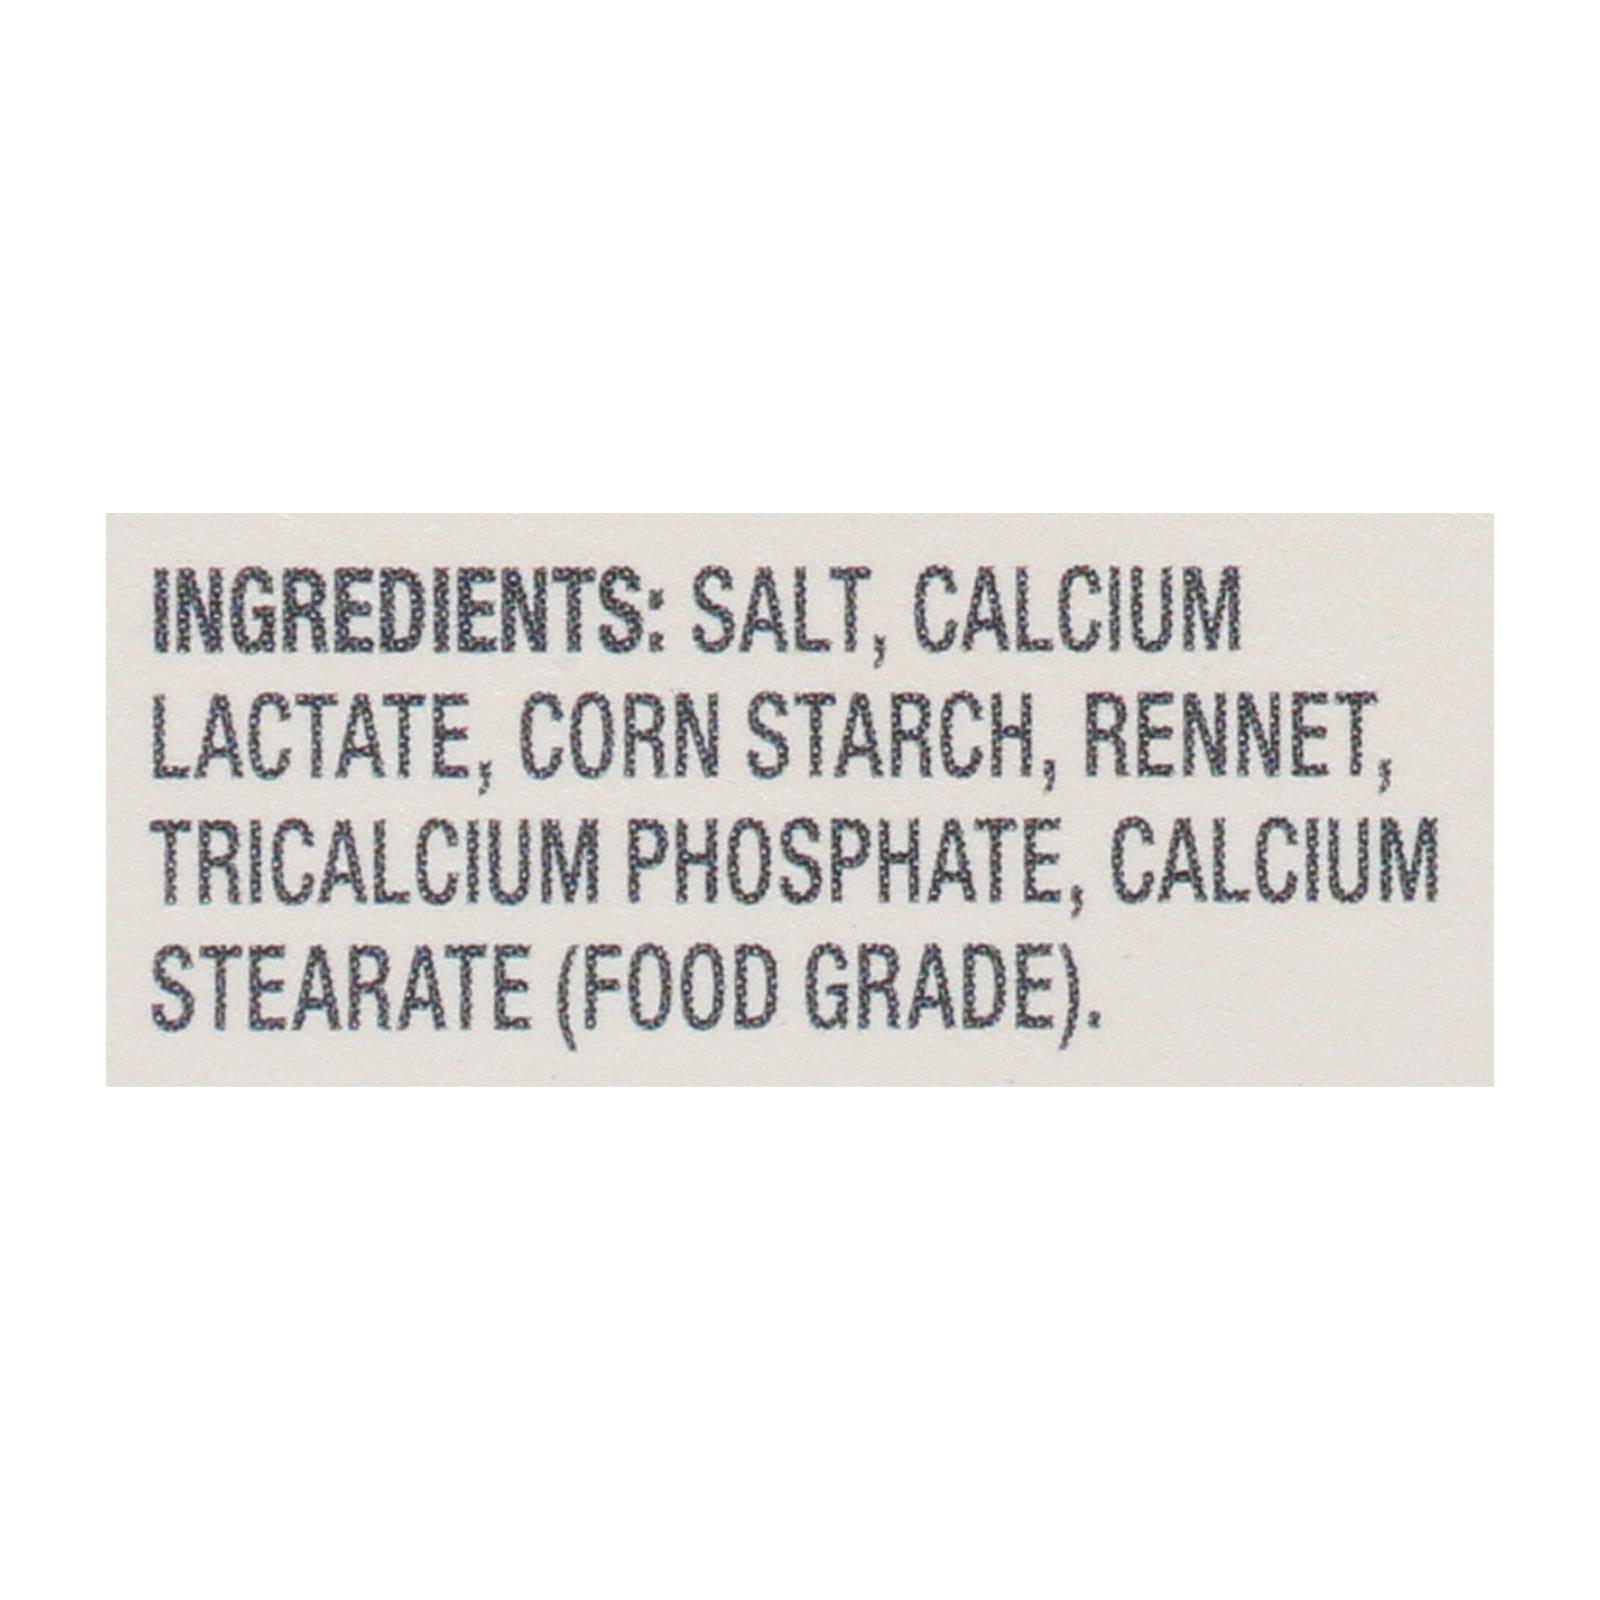 INGREDIENTS: SALT, CALCIUM
LACTATE, CORN STARCH, RENNET,
TRICALCIUM PHOSPHATE, CALCIUM
STEARATE (FOOD GRADE).